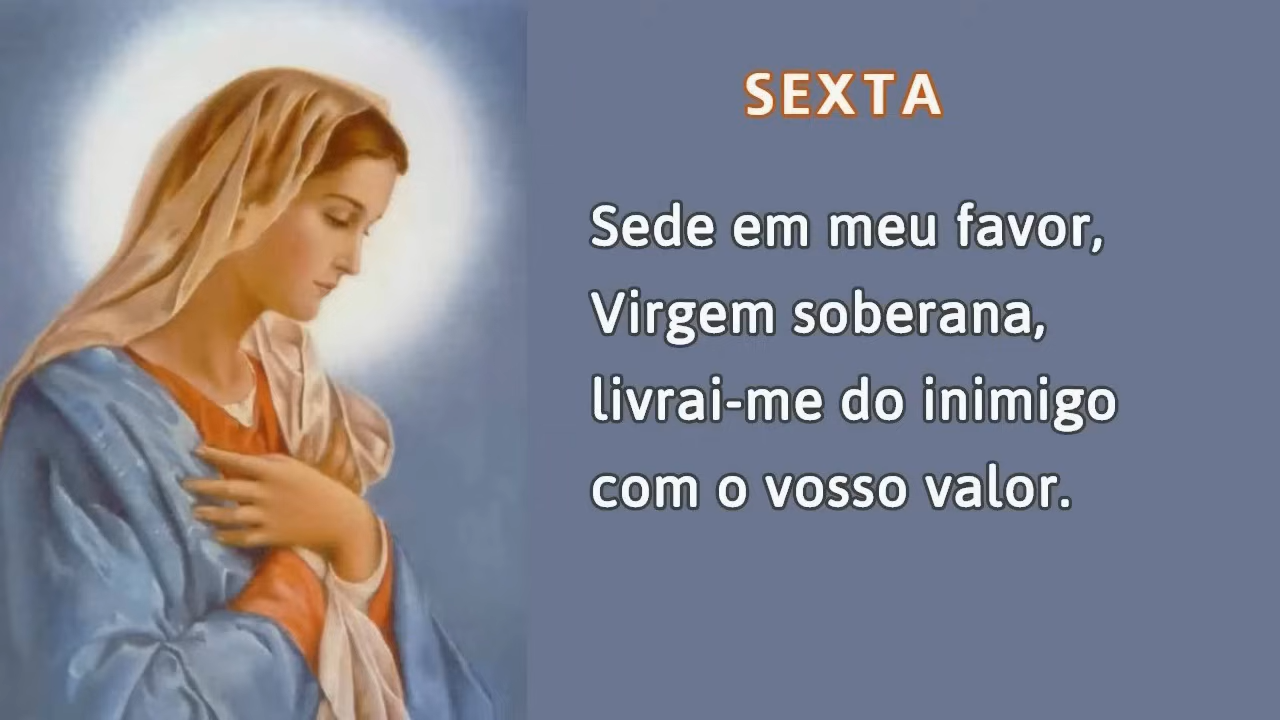 SEXTA
Sede em meu favor,
Virgem soberana,
livrai-me do inimigo
com o vosso valor.